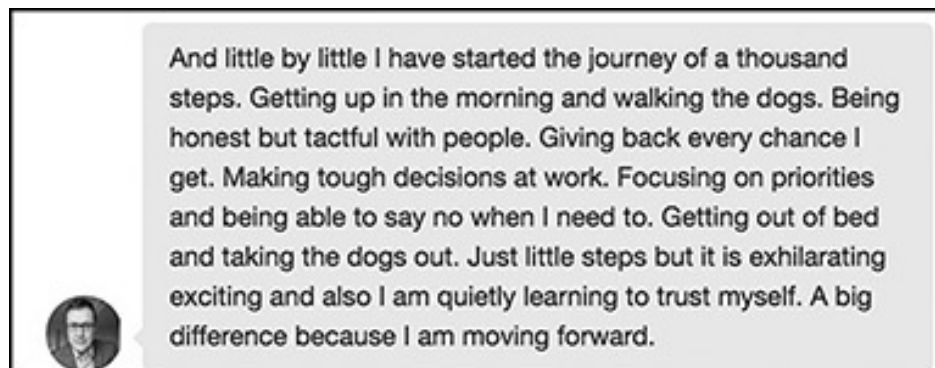 And little by little I have started the journey of a thousand
steps. Getting up in the morning and walking the dogs. Being
honest but tactful with people. Giving back every chance I
get. Making tough decisions at work. Focusing on priorities
and being able to say no when I need to. Getting out of bed
and taking the dogs out. Just little steps but it is exhilarating
exciting and also I am quietly learning to trust myself. A big
difference because I am moving forward.